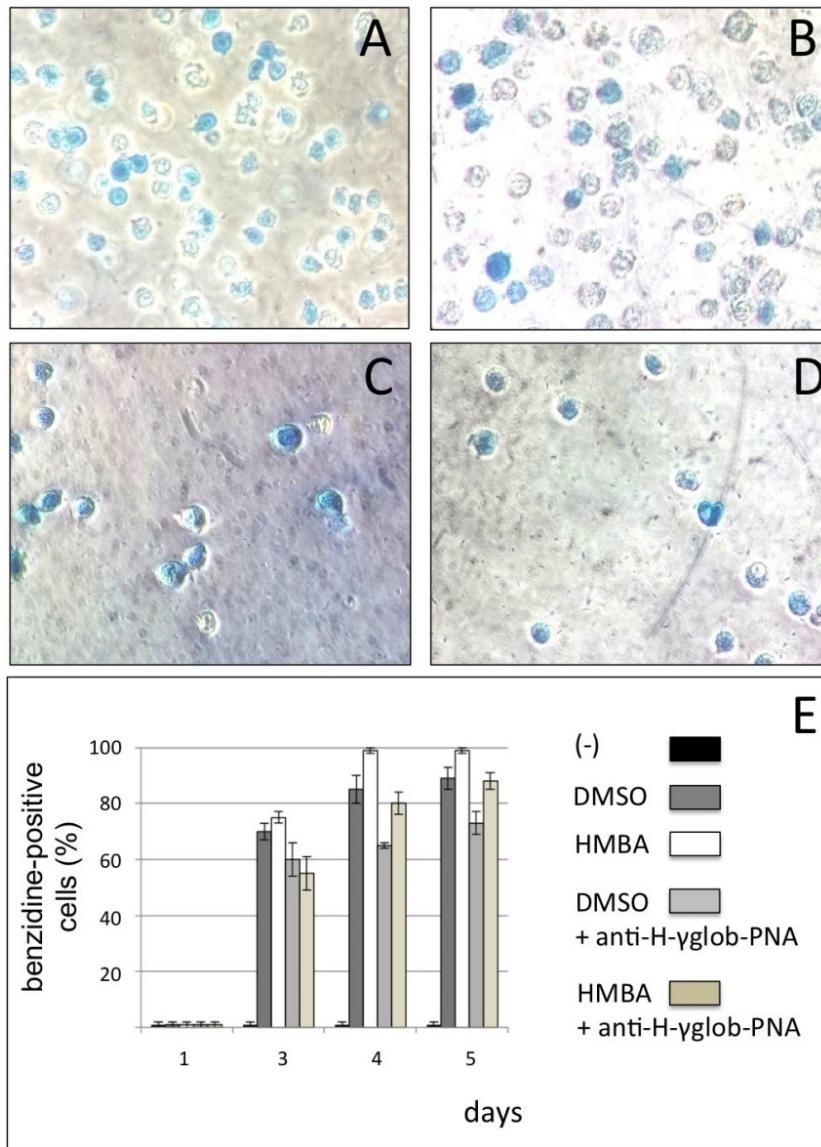 A
B
C
D
E
100
80
60
40
20
benzidine-positive
cells (%)
1 3 4 5
days
(-)
DMSO
HMBA
DMSO
+ anti-H-γglob-PNA
HMBA
+ anti-H-γglob-PNA